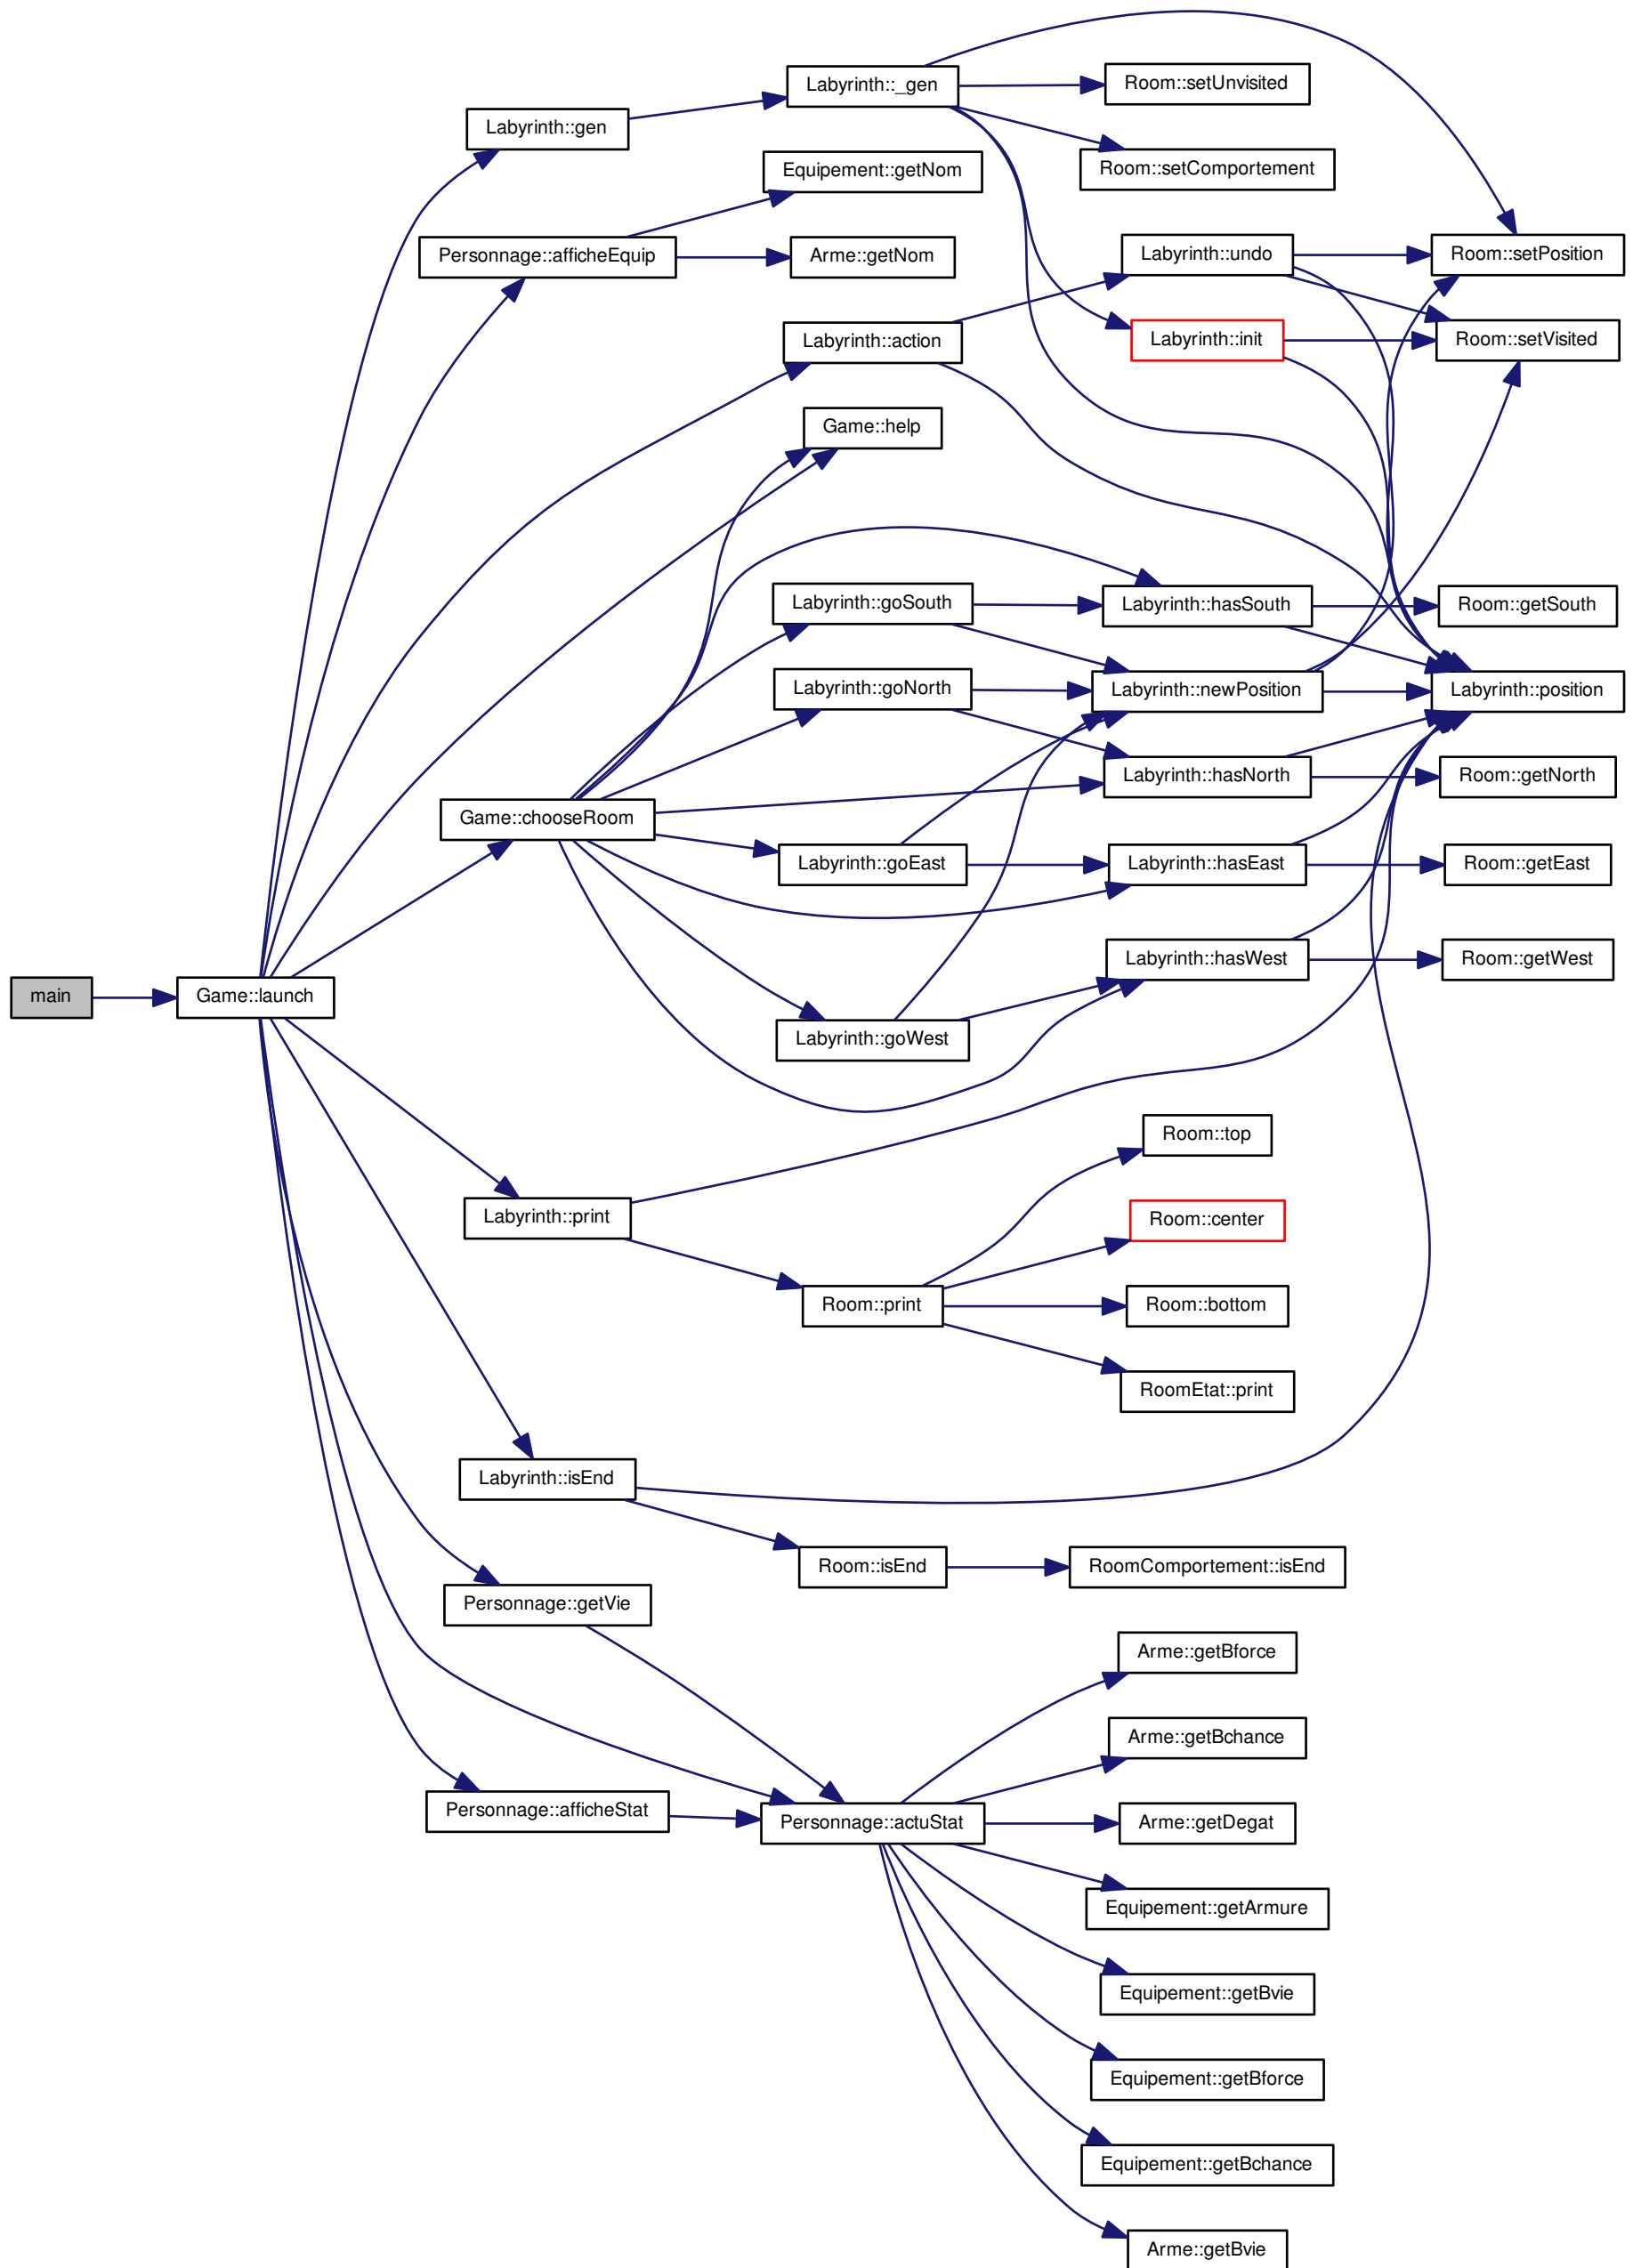 Labyrinth::_gen
Room::setUnvisited
Labyrinth::gen
Room::setComportement
Equipement::getNom
Personnage::afficheEquip
Arme::getNom
Labyrinth::undo
Room::setPosition
Labyrinth::action
Labyrinth::init
Room::setVisited
Game::help
Labyrinth::goSouth
Labyrinth::hasSouth
Room::getSouth
Labyrinth::goNorth
Labyrinth::newPosition
Labyrinth::position
Labyrinth::hasNorth
Room::getNorth
Game::chooseRoom
Labyrinth::goEast
Labyrinth::hasEast
Room::getEast
Labyrinth::hasWest
Room::getWest
main
Game::launch
Labyrinth::goWest
Room::top
Labyrinth::print
Room::center
Room::print
Room::bottom
RoomEtat::print
Labyrinth::isEnd
Room::isEnd
RoomComportement::isEnd
Personnage::getVie
Arme::getBforce
Arme::getBchance
Personnage::afficheStat
Personnage::actuStat
Arme::getDegat
Equipement::getArmure
Equipement::getBvie
Equipement::getBforce
Equipement::getBchance
Arme::getBvie